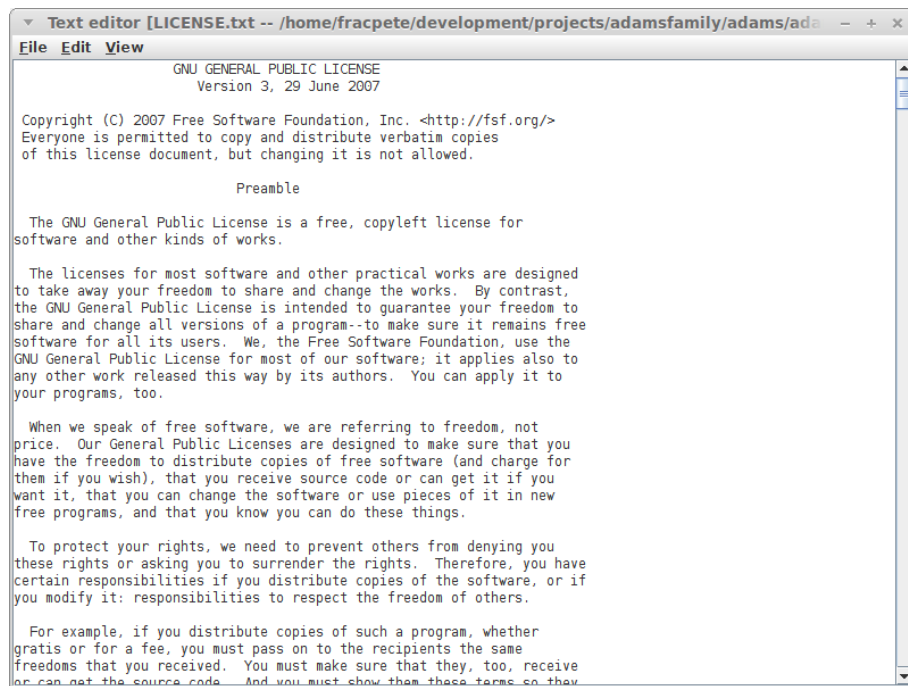 Text editor [LICENSE.txt -- /home/fracpete/development/projects/adamsfamily/adams/ada
File Edit View
GNU GENERAL PUBLIC LICENSE
Version 3, 29 June 2007
Copyright (C) 2007 Free Software Foundation, Inc. <http://fsf.org/>
Everyone is permitted to copy and distribute verbatim copies
of this license document, but changing it is not allowed.
Preamble
The GNU General Public License is a free, copyleft license for
software and other kinds of works.
The licenses for most software and other practical works are designed
to take away your freedom to share and change the works.  By contrast,
the GNU General Public License is intended to guarantee your freedom to
share and change all versions of a program--to make sure it remains free
software for all its users.  We, the Free Software Foundation, use the
GNU General Public License for most of our software; it applies also to
any other work released this way by its authors.  You can apply it to
your programs, too.
When we speak of free software, we are referring to freedom, not
price.  Our General Public Licenses are designed to make sure that you
have the freedom to distribute copies of free software (and charge for
them if you wish), that you receive source code or can get it if you
want it, that you can change the software or use pieces of it in new
free programs, and that you know you can do these things.
To protect your rights, we need to prevent others from denying you
these rights or asking you to surrender the rights.  Therefore, you have
certain responsibilities if you distribute copies of the software, or if
you modify it: responsibilities to respect the freedom of others.
For example, if you distribute copies of such a program, whether
gratis or for a fee, you must pass on to the recipients the same
freedoms that you received.  You must make sure that they, too, receive
or can get the source code.  And you must show them these terms so they